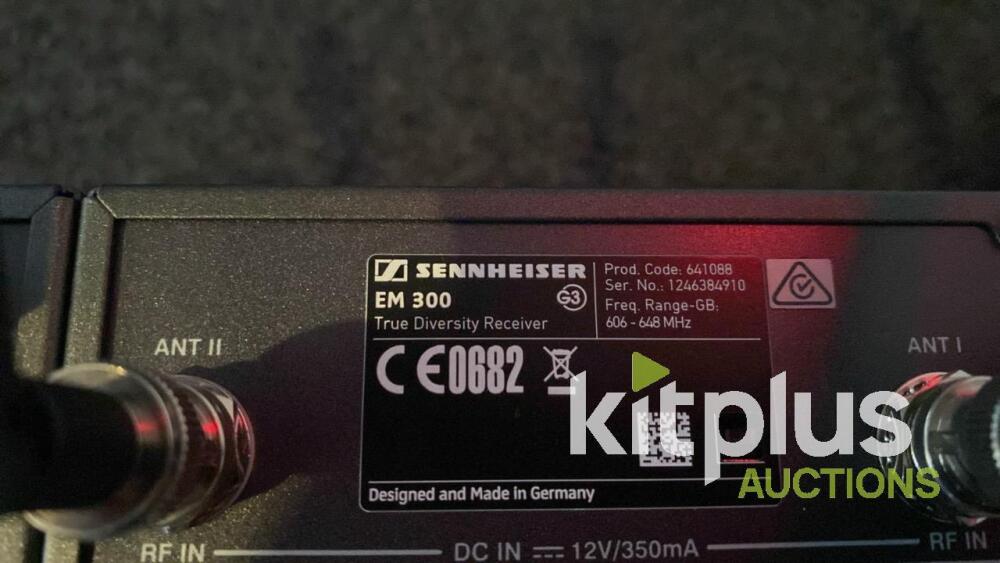 SENNHEISER
EM 300 G3
True Diversity Receiver
Prod. Code: 641088
Ser. No.: 1246384910
Freq. Range-GB:
606 - 648 MHz
CE0682
ANT II
ANT I
kitplus
AUCTIONS
Designed and Made in Germany
RF IN
DC IN 12V/350mA
RF IN